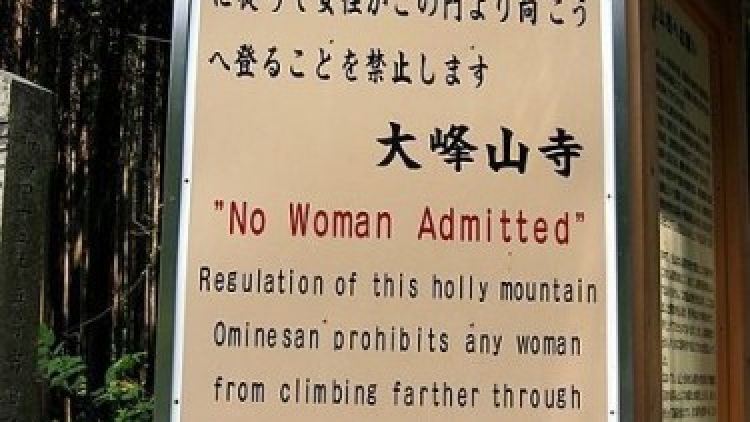 に従って女性がこの門より向こう
へ登ることを禁止します
大峰山寺
"No Woman Admitted"
Regulation of this holly mountain
Ominesan prohibits any woman
from climbing farther through